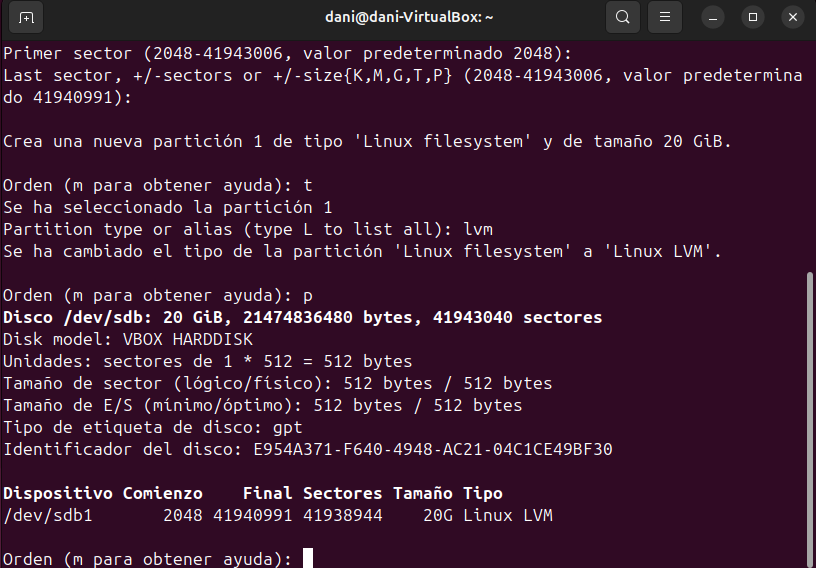 dani@dani-VirtualBox: ~
Primer sector (2048-41943006, valor predeterminado 2048):
Last sector, +/-sectors or +/-size{K,M,G,T,P} (2048-41943006, valor predetermina
do 41940991):
Crea una nueva partición 1 de tipo 'Linux filesystem' y de tamaño 20 GiB.
Orden (m para obtener ayuda): t
Se ha seleccionado la partición 1
Partition type or alias (type L to list all): lvm
Se ha cambiado el tipo de la partición 'Linux filesystem' a 'Linux LVM'.
Orden (m para obtener ayuda): p
Disco /dev/sdb: 20 GiB, 21474836480 bytes, 41943040 sectores
Disk model: VBOX HARDDISK
Unidades: sectores de 1 * 512 = 512 bytes
Tamaño de sector (lógico/físico): 512 bytes / 512 bytes
Tamaño de E/S (mínimo/óptimo): 512 bytes / 512 bytes
Tipo de etiqueta de disco: gpt
Identificador del disco: E954A371-F640-4948-AC21-04C1CE49BF30
Dispositivo Comienzo    Final Sectores Tamaño Tipo
/dev/sdb1       2048 41940991 41938944    20G Linux LVM
Orden (m para obtener ayuda):